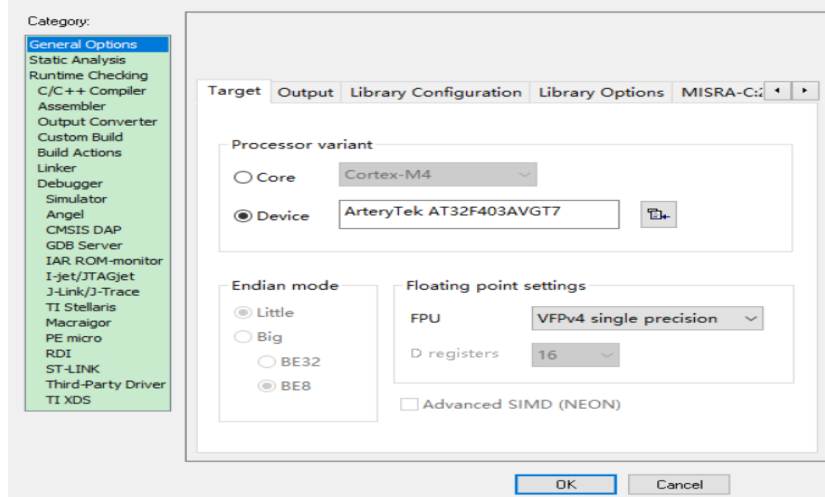 Category:
General Options
Static Analysis
Runtime Checking
C/C++ Compiler
Assembler
Output Converter
Custom Build
Build Actions
Linker
Debugger
Simulator
Angel
CMSIS DAP
GDB Server
IAR ROM-monitor
I-jet/JTAGjet
J-Link/J-Trace
TI Stellaris
Macraigor
PE micro
RDI
ST-LINK
Third-Party Driver
TI XDS
Target Output Library Configuration Library Options MISRA-C:2
Processor variant
Core Cortex-M4
Device ArteryTek AT32F403AVGT7
Endian mode
Little
Big
BE32
BE8
Floating point settings
FPU VFPv4 single precision
D registers 16
Advanced SIMD (NEON)
OK Cancel